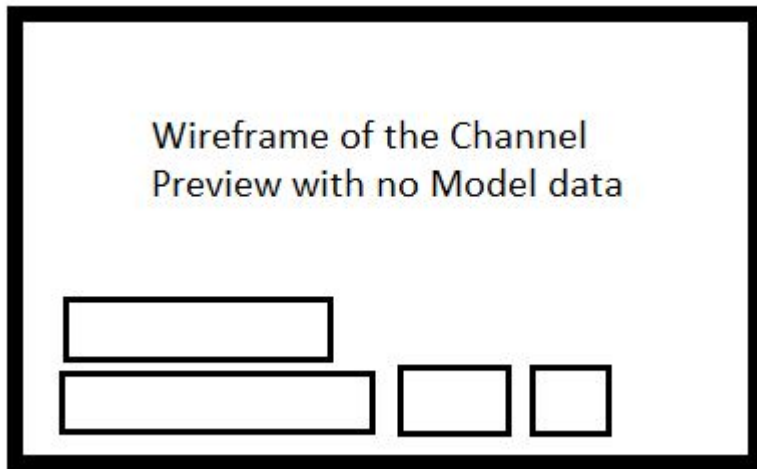 Wireframe of the Channel
Preview with no Model data